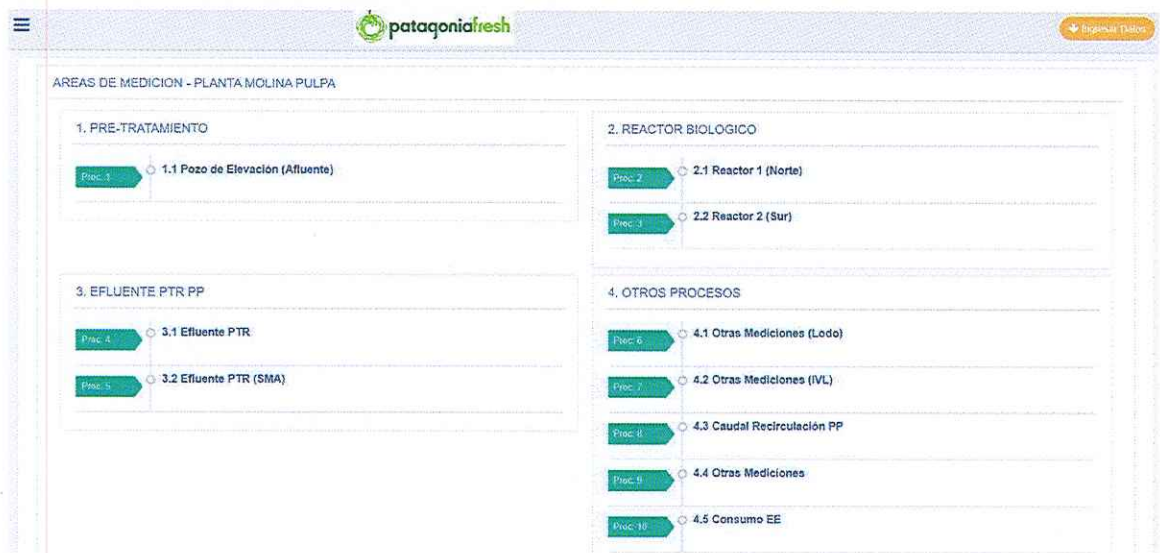 patagoniafresh
Ingresar Datos
AREAS DE MEDICION - PLANTA MOLINA PULPA
1. PRE-TRATAMIENTO
Proc. 1
1.1 Pozo de Elevación (Afluente)
2. REACTOR BIOLOGICO
Proc. 2
2.1 Reactor 1 (Norte)
Proc. 3
2.2 Reactor 2 (Sur)
3. EFLUENTE PTR PP
Proc. 4
3.1 Efluente PTR
Proc. 5
3.2 Efluente PTR (SMA)
4. OTROS PROCESOS
Proc. 6
4.1 Otras Mediciones (Lodo)
Proc. 7
4.2 Otras Mediciones (IVL)
Proc. 8
4.3 Caudal Recirculación PP
Proc. 9
4.4 Otras Mediciones
Proc. 10
4.5 Consumo EE